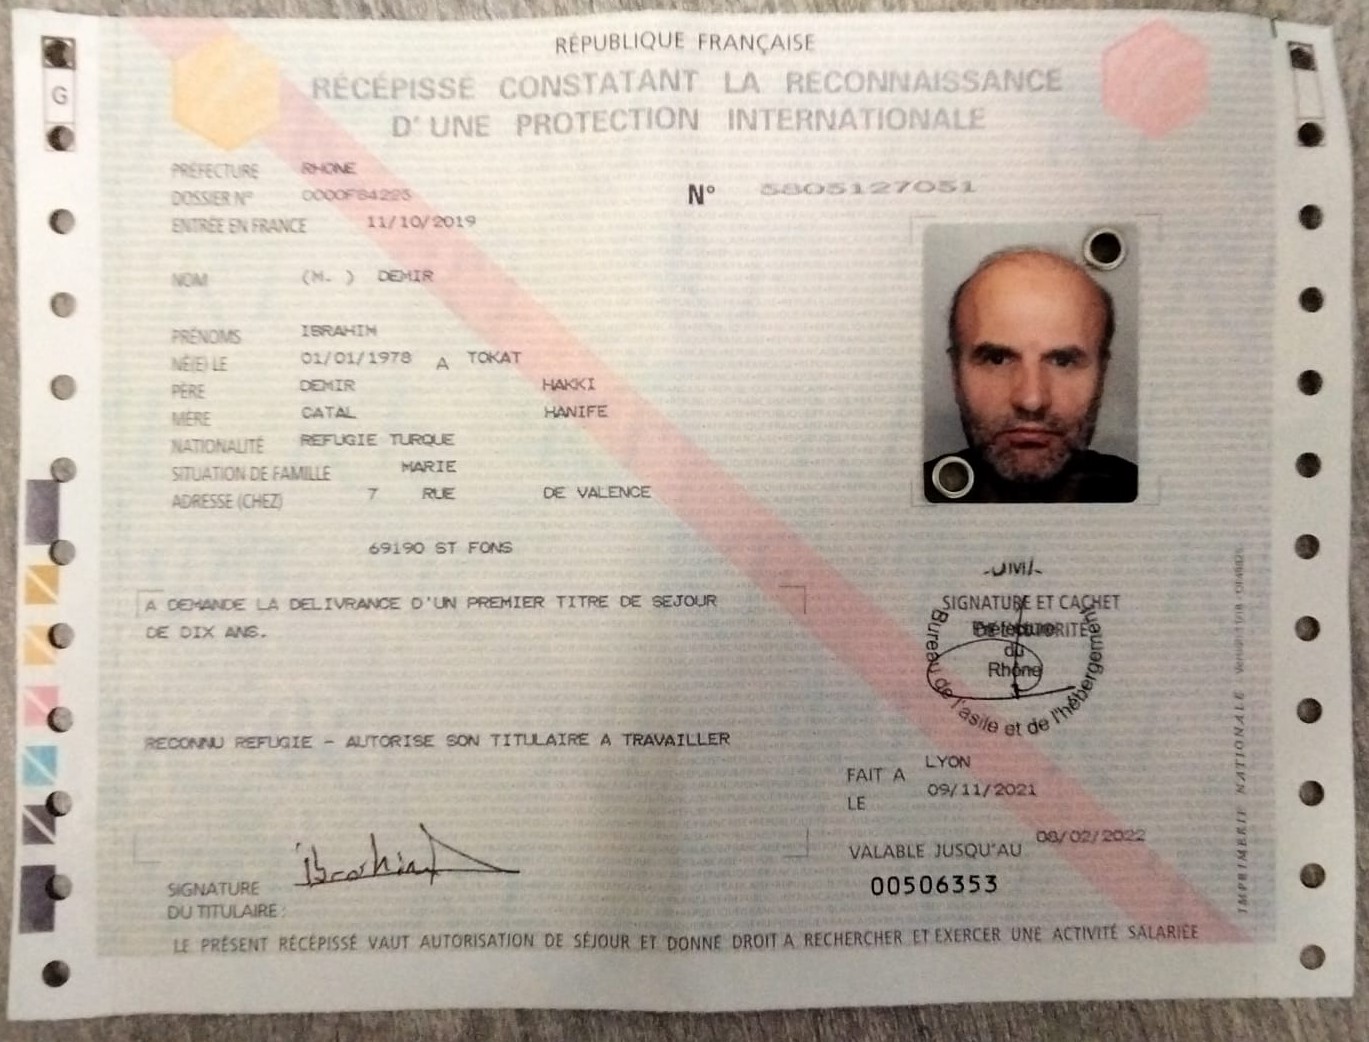 RÉPUBLIQUE FRANÇAISE
RÉCÉPISSÉ CONSTATANT LA RECONNAISSANCE
D'UNE PROTECTION INTERNATIONALE
G
PRÉFECTURE RHONE
DOSSIER N°
N° 5805127051
ENTRÉE EN FRANCE 11/10/2019
NOM (M. ) DEMIR
PRÉNOMS IBRAHIM
NÉ(E) LE 01/01/1978 A TOKAT
PÈRE DEMIR HAKKI
MÈRE CATAL HANIFE
NATIONALITÉ REFUGIE TURQUE
SITUATION DE FAMILLE MARIE
ADRESSE (CHEZ) 7 RUE DE VALENCE
69190 ST FONS
A DEMANDE LA DELIVRANCE D'UN PREMIER TITRE DE SEJOUR
DE DIX ANS.
SIGNATURE ET CACHET
DE L'AUTORITÉ
Préfecture
du
Rhône
Bureau de l'asile et de l'hébergement
RECONNU REFUGIE - AUTORISE SON TITULAIRE A TRAVAILLER
FAIT A LYON
LE 09/11/2021
VALABLE JUSQU'AU 08/02/2022
00506353
SIGNATURE
DU TITULAIRE :
Ibrahim
LE PRÉSENT RÉCÉPISSÉ VAUT AUTORISATION DE SÉJOUR ET DONNE DROIT A RECHERCHER ET EXERCER UNE ACTIVITÉ SALARIÉE
IMPRIMERIE NATIONALE